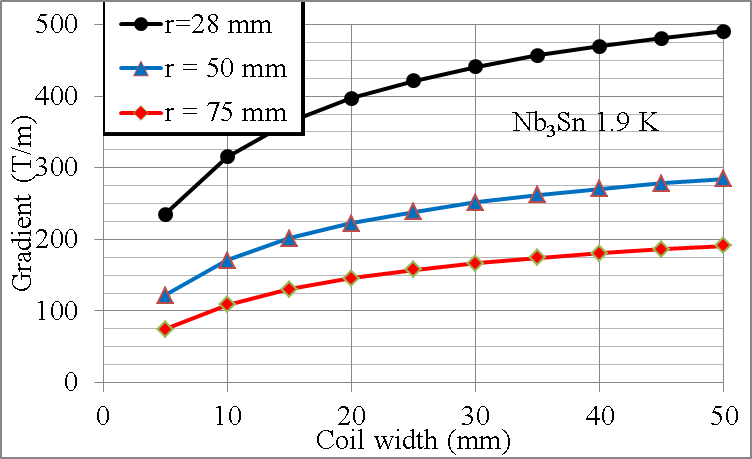 500
400
300
200
100
0
Gradient (T/m)
r=28 mm
r = 50 mm
r = 75 mm
Nb₃Sn 1.9 K
0 10 20 30 40 50
Coil width (mm)